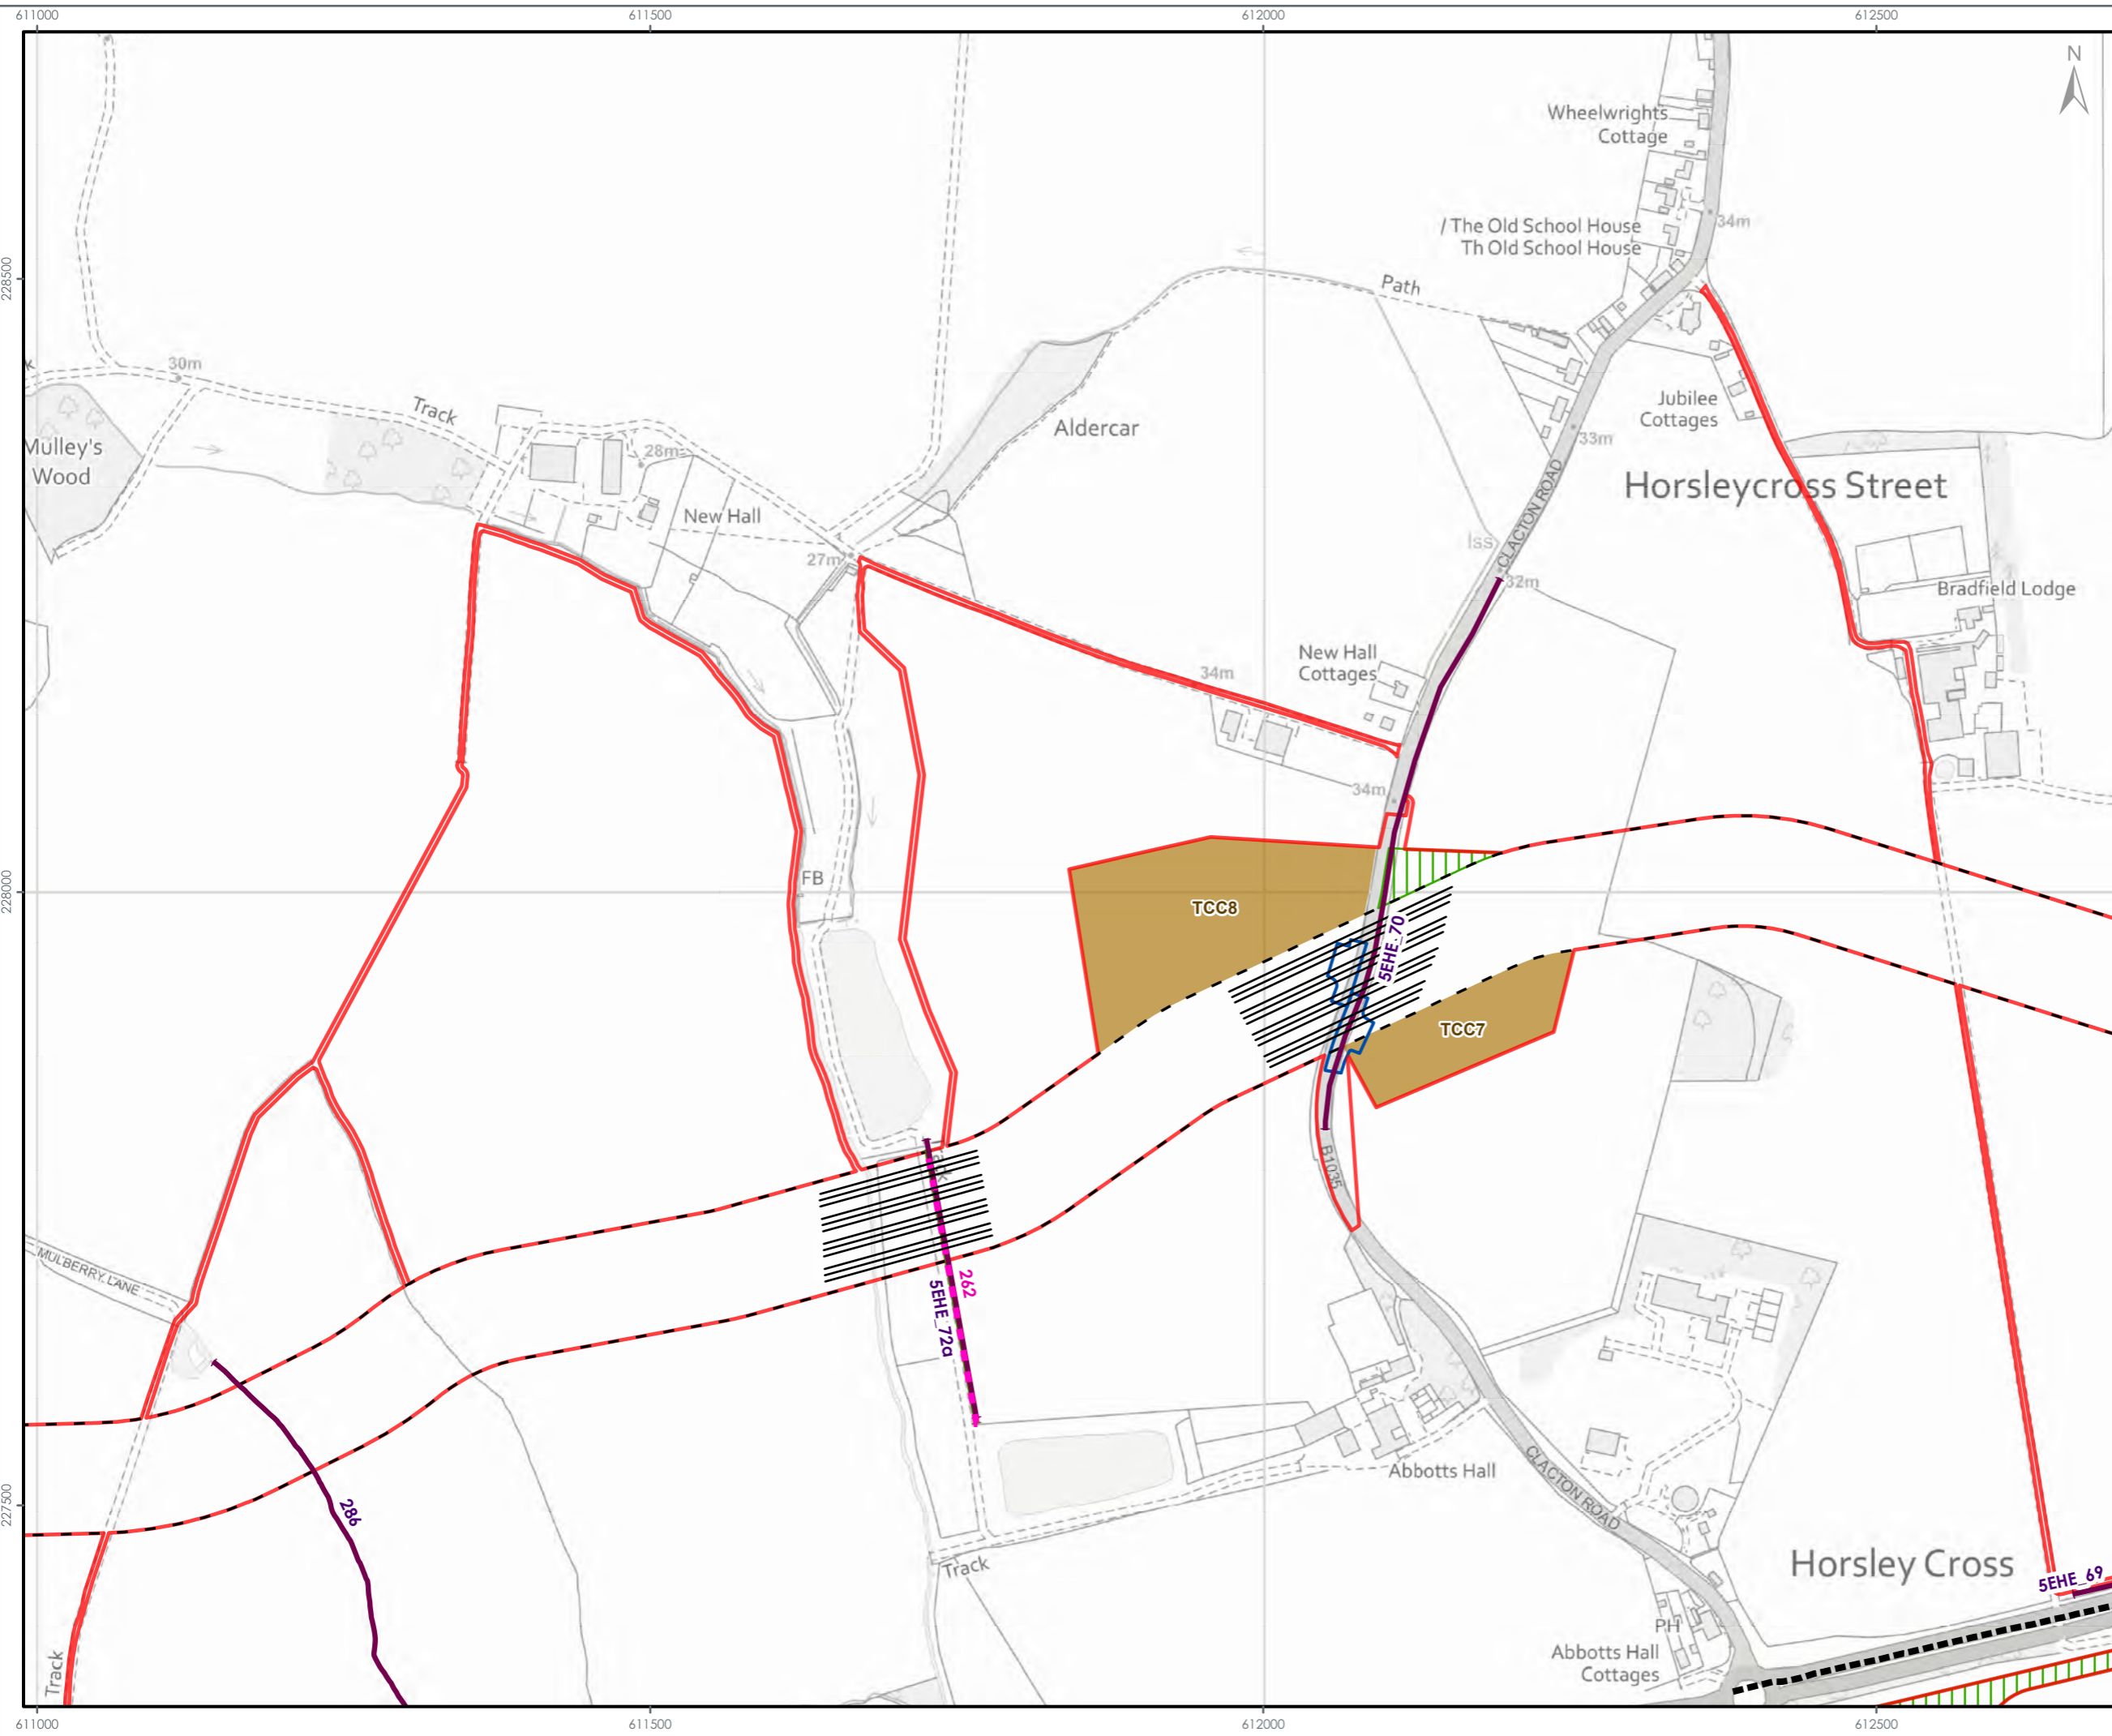 611000
611500
612000
612500
N
Wheelwrights
Cottage
34m
/ The Old School House
Th Old School House
228500
Path
30m
Track
Mulley's
Wood
28m
Aldercar
Jubilee
Cottages
33m
Horsleycross Street
New Hall
27m
Iss
CLACTON ROAD
32m
Bradfield Lodge
New Hall
Cottages
34m
34m
FB
228000
TCC8
5EHE_70
TCC7
B1035
MULBERRY LANE
262
5EHE_72a
286
Abbotts Hall
227500
CLACTON ROAD
Track
Horsley Cross
5EHE_69
PH
Abbotts Hall
Cottages
Track
611000
611500
612000
612500